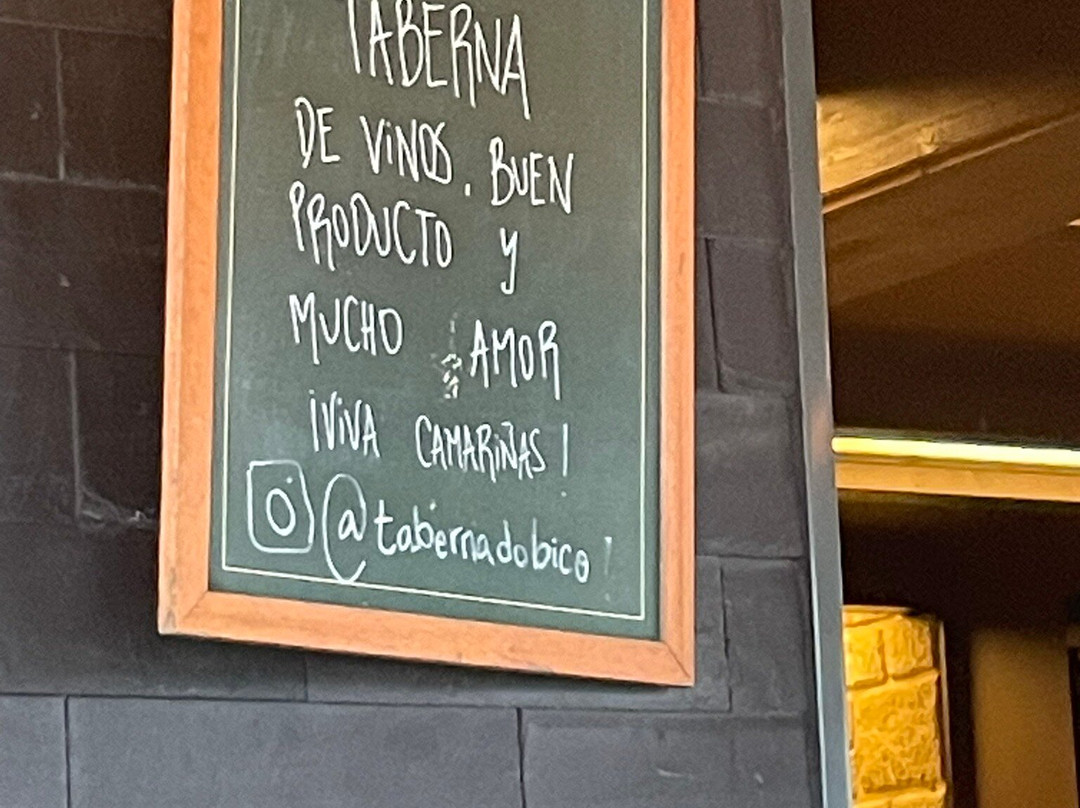 TABERNA
DE ViNOS. BUEN
PRODUCTO y
MUCHO AMOR
¡ViVA CAMARiÑAS!
@tabernadobico!